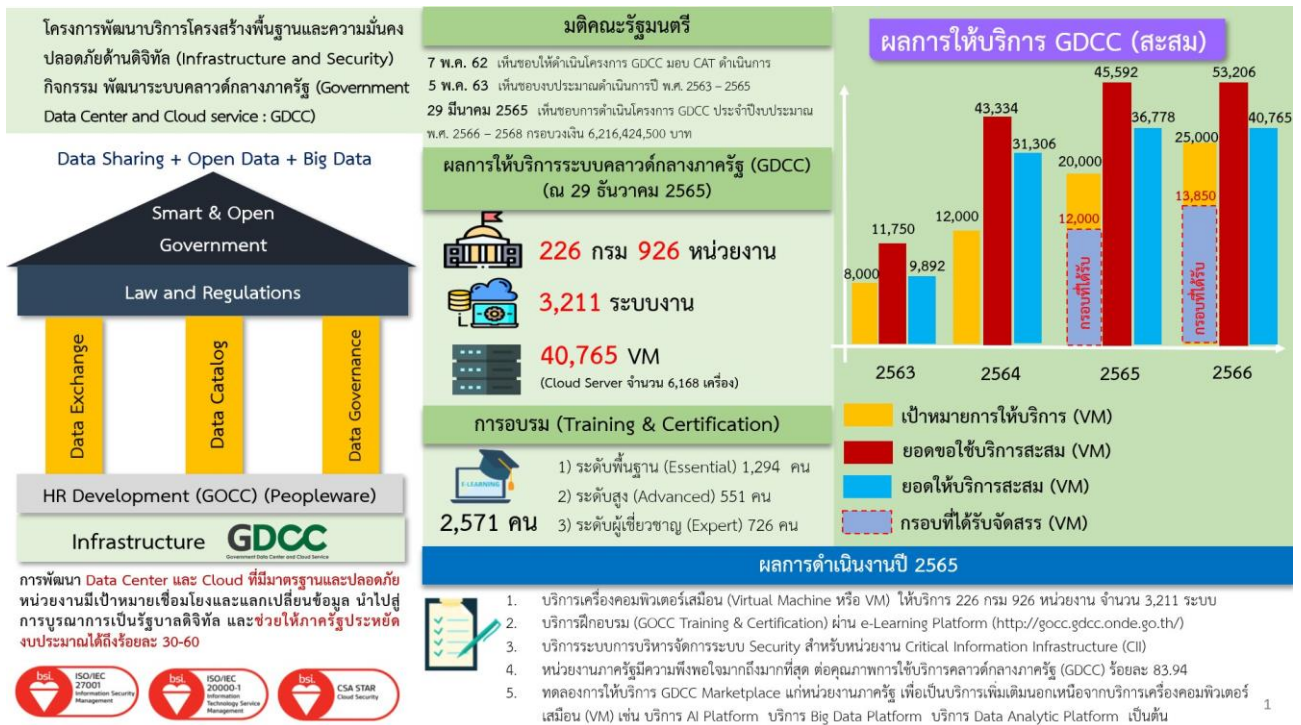 โครงการพัฒนาบริการโครงสร้างพื้นฐานและความมั่นคง
ปลอดภัยด้านดิจิทัล (Infrastructure and Security)
กิจกรรม พัฒนาระบบคลาวด์กลางภาครัฐ (Government
Data Center and Cloud service : GDCC)
Data Sharing + Open Data + Big Data
Smart & Open
Government
Law and Regulations
Data Exchange
Data Catalog
Data Governance
HR Development (GOCC) (Peopleware)
Infrastructure GDCC
Government Data Center and Cloud Service
การพัฒนา Data Center และ Cloud ที่มีมาตรฐานและปลอดภัย
หน่วยงานมีเป้าหมายเชื่อมโยงและแลกเปลี่ยนข้อมูล นำไปสู่
การบูรณาการเป็นรัฐบาลดิจิทัล และช่วยให้ภาครัฐประหยัด
งบประมาณได้ถึงร้อยละ 30-60
bsi. ISO/IEC 27001 Information Security Management
bsi. ISO/IEC 20000-1 Information Technology Service Management
bsi. CSA STAR Cloud Security
มติคณะรัฐมนตรี
7 พ.ค. 62 เห็นชอบให้ดำเนินโครงการ GDCC มอบ CAT ดำเนินการ
5 พ.ค. 63 เห็นชอบงบประมาณดำเนินการปี พ.ศ. 2563 – 2565
29 มีนาคม 2565 เห็นชอบการดำเนินโครงการ GDCC ประจำปีงบประมาณ
พ.ศ. 2566 – 2568 กรอบวงเงิน 6,216,424,500 บาท
ผลการให้บริการระบบคลาวด์กลางภาครัฐ (GDCC)
(ณ 29 ธันวาคม 2565)
226 กรม 926 หน่วยงาน
3,211 ระบบงาน
40,765 VM
(Cloud Server จำนวน 6,168 เครื่อง)
การอบรม (Training & Certification)
E-LEARNING
2,571 คน
1) ระดับพื้นฐาน (Essential) 1,294 คน
2) ระดับสูง (Advanced) 551 คน
3) ระดับผู้เชี่ยวชาญ (Expert) 726 คน
ผลการให้บริการ GDCC (สะสม)
8,000
11,750
9,892
12,000
43,334
31,306
20,000
12,000
กรอบที่ได้รับ
45,592
36,778
25,000
13,850
กรอบที่ได้รับ
53,206
40,765
2563
2564
2565
2566
เป้าหมายการให้บริการ (VM)
ยอดขอใช้บริการสะสม (VM)
ยอดให้บริการสะสม (VM)
กรอบที่ได้รับจัดสรร (VM)
ผลการดำเนินงานปี 2565
1. บริการเครื่องคอมพิวเตอร์เสมือน (Virtual Machine หรือ VM) ให้บริการ 226 กรม 926 หน่วยงาน จำนวน 3,211 ระบบ
2. บริการฝึกอบรม (GOCC Training & Certification) ผ่าน e-Learning Platform (http://gocc.gdcc.onde.go.th/)
3. บริการระบบการบริหารจัดการระบบ Security สำหรับหน่วยงาน Critical Information Infrastructure (CII)
4. หน่วยงานภาครัฐมีความพึงพอใจมากถึงมากที่สุด ต่อคุณภาพการใช้บริการคลาวด์กลางภาครัฐ (GDCC) ร้อยละ 83.94
5. ทดลองการให้บริการ GDCC Marketplace แก่หน่วยงานภาครัฐ เพื่อเป็นบริการเพิ่มเติมนอกเหนือจากบริการเครื่องคอมพิวเตอร์
เสมือน (VM) เช่น บริการ AI Platform บริการ Big Data Platform บริการ Data Analytic Platform เป็นต้น
1